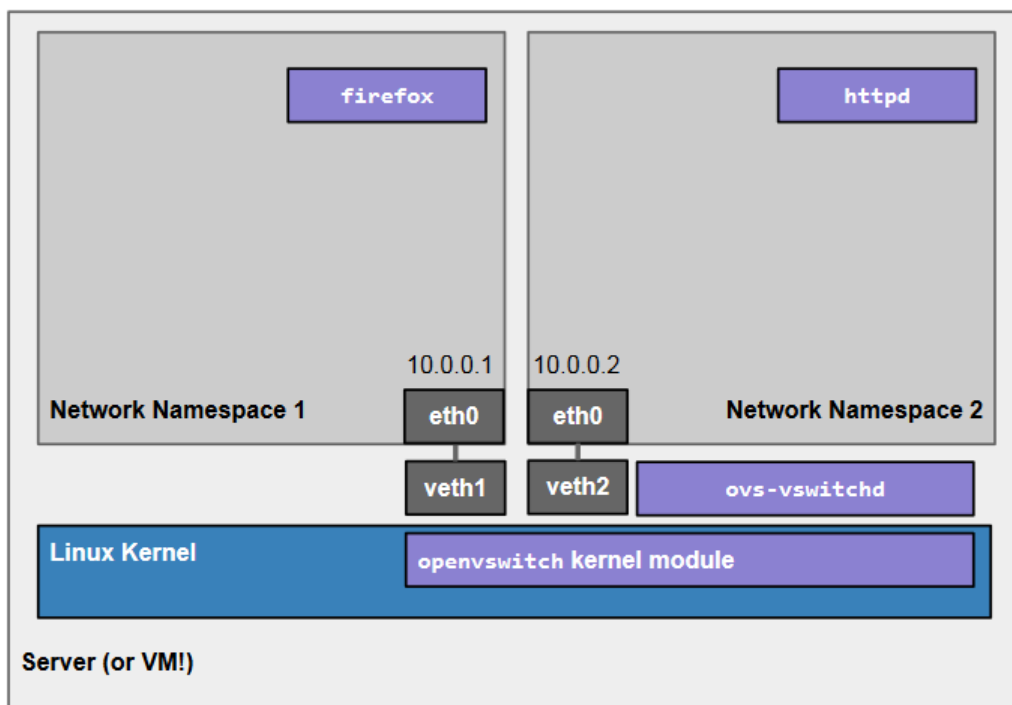 firefox
httpd
10.0.0.1
10.0.0.2
Network Namespace 1
eth0
eth0
Network Namespace 2
veth1
veth2
ovs-vswitchd
Linux Kernel
openvswitch kernel module
Server (or VM!)